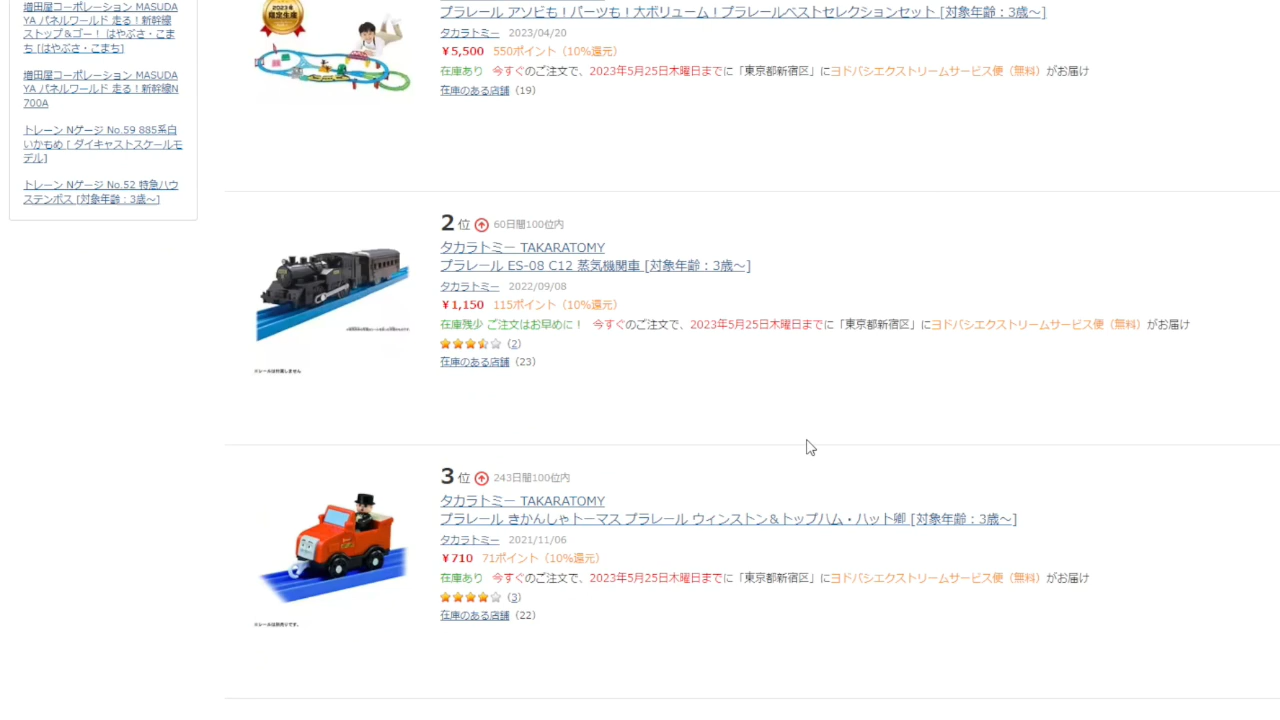 増田屋コーポレーション MASUDA
YA パネルワールド 走る！新幹線
ストップ＆ゴー！ はやぶさ・こま
ち [はやぶさ・こまち]
増田屋コーポレーション MASUDA
YA パネルワールド 走る！新幹線N
700A
トレーン Nゲージ No.59 885系白
いかもめ [ ダイキャストスケールモ
デル]
トレーン Nゲージ No.52 特急ハウ
ステンボス [対象年齢：3歳～]
2023年
限定生産
プラレール アソビも！パーツも！大ボリューム！プラレールベストセレクションセット [対象年齢：3歳～]
タカラトミー 2023/04/20
￥5,500 550ポイント（10％還元）
在庫あり 今すぐのご注文で、2023年5月25日木曜日までに「東京都新宿区」にヨドバシエクストリームサービス便（無料）がお届け
在庫のある店舗（19）
2位 60日間100位内
タカラトミー TAKARATOMY
プラレール ES-08 C12 蒸気機関車 [対象年齢：3歳～]
タカラトミー 2022/09/08
￥1,150 115ポイント（10％還元）
在庫残少 ご注文はお早めに！ 今すぐのご注文で、2023年5月25日木曜日までに「東京都新宿区」にヨドバシエクストリームサービス便（無料）がお届け
（2）
在庫のある店舗（23）
※レールは付属しません
3位 243日間100位内
タカラトミー TAKARATOMY
プラレール きかんしゃトーマス プラレール ウィンストン＆トップハム・ハット卿 [対象年齢：3歳～]
タカラトミー 2021/11/06
￥710 71ポイント（10％還元）
在庫あり 今すぐのご注文で、2023年5月25日木曜日までに「東京都新宿区」にヨドバシエクストリームサービス便（無料）がお届け
（3）
在庫のある店舗（22）
※レールは別売りです。